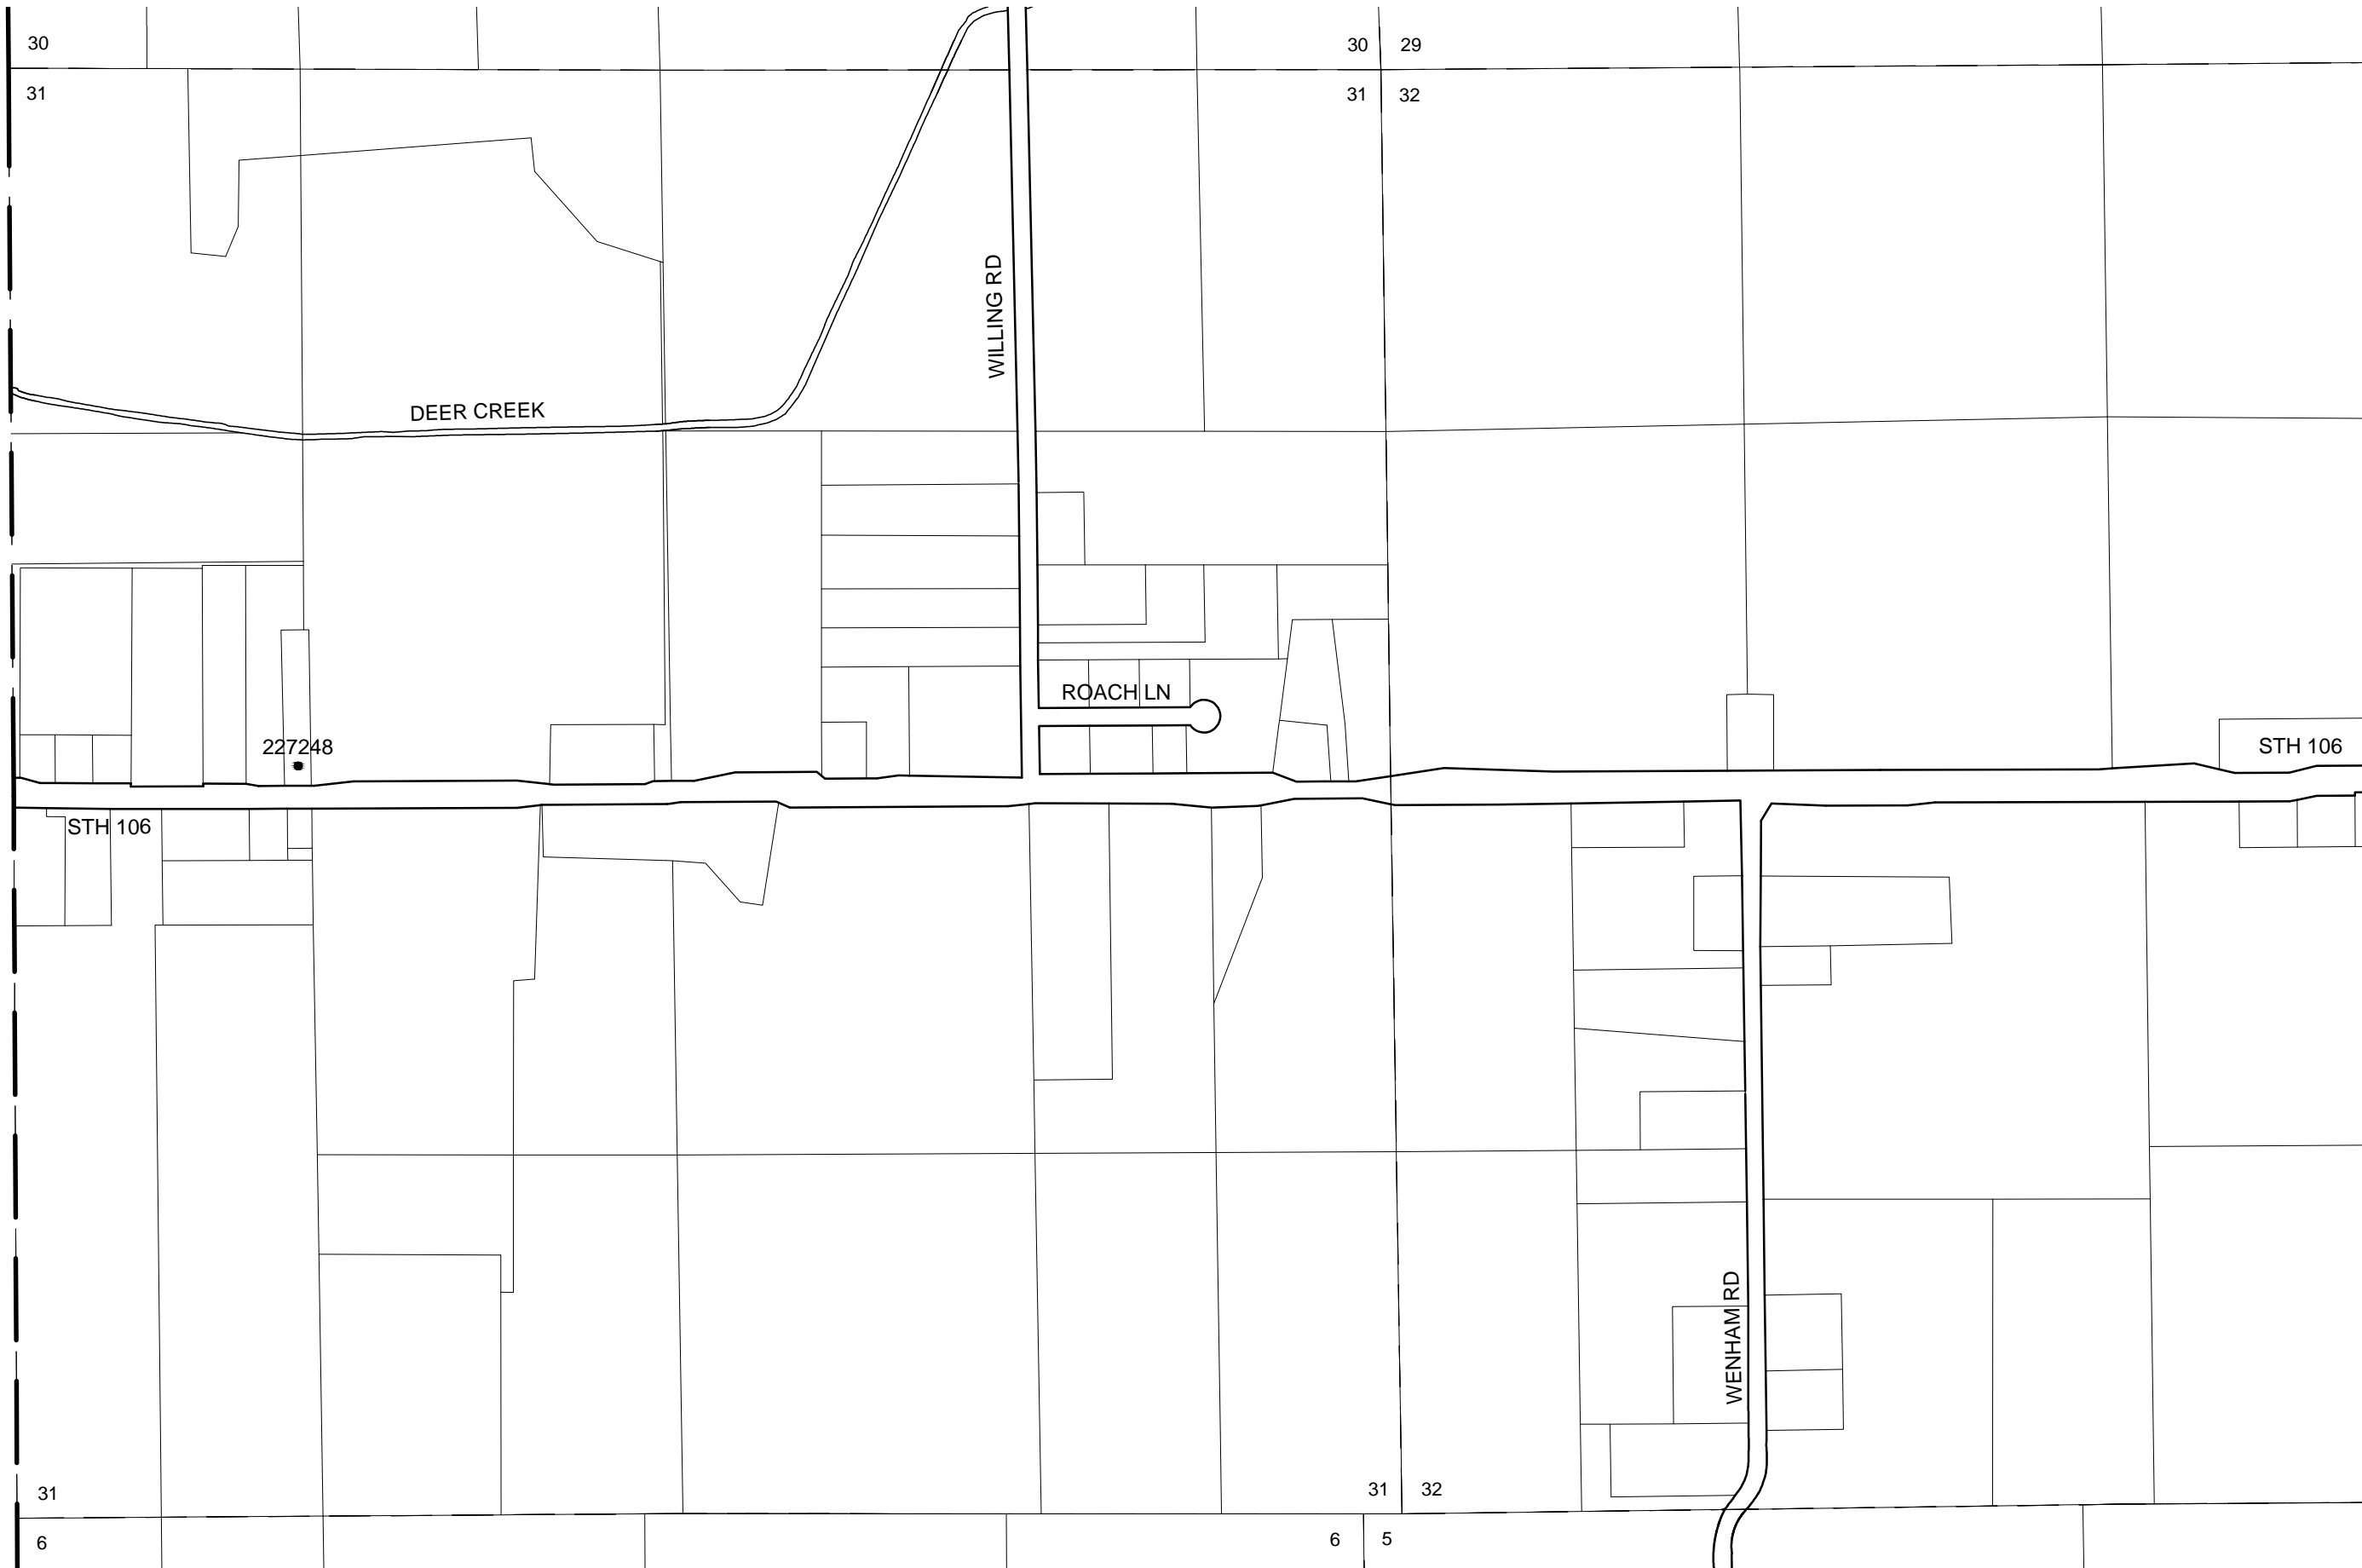 30
30 29
31
31 32
WILLING RD
DEER CREEK
ROACH LN
227248
STH 106
STH 106
WENHAM RD
31
31 32
6
6 5